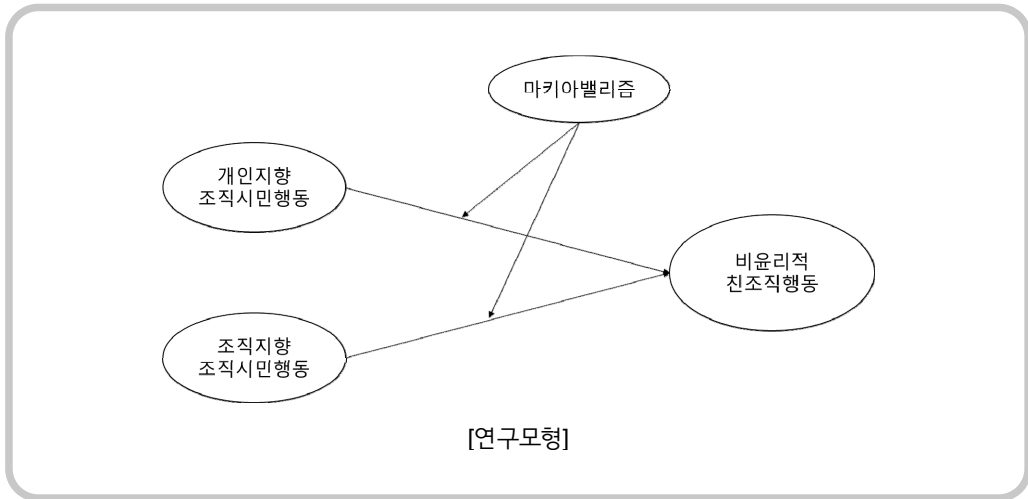 마키아밸리즘
개인지향
조직시민행동
비윤리적
친조직행동
조직지향
조직시민행동
[연구모형]